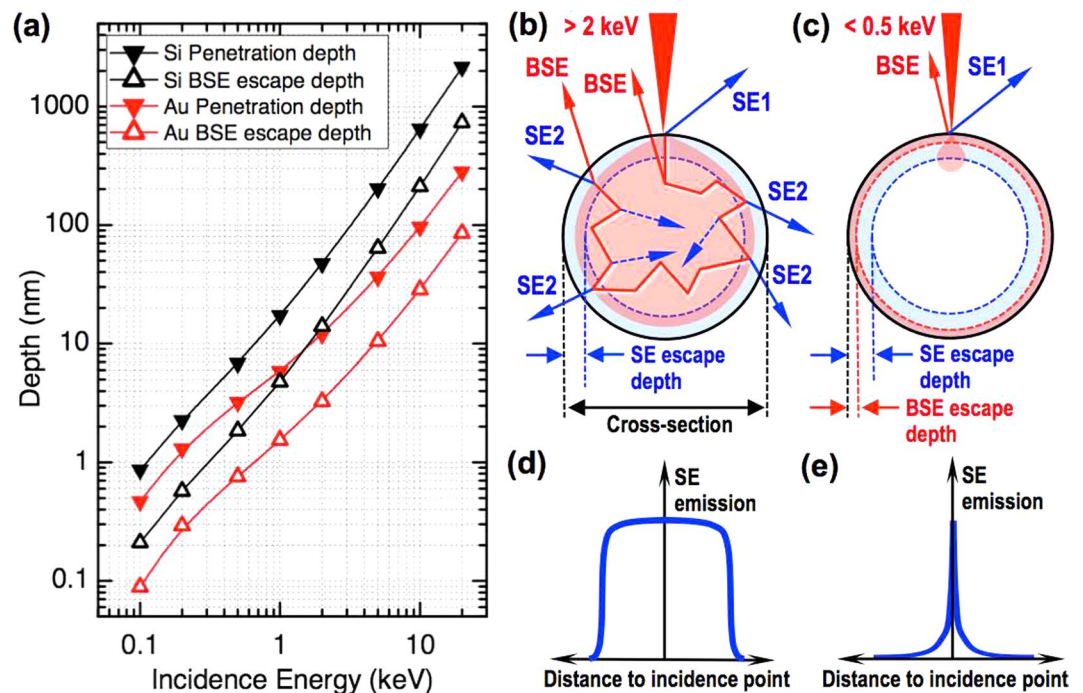 (a)
Si Penetration depth
Si BSE escape depth
Au Penetration depth
Au BSE escape depth
1000
100
10
1
0.1
Depth (nm)
0.1
1
10
Incidence Energy (keV)
(b)
> 2 keV
BSE
BSE
SE1
SE2
SE2
SE2
SE2
SE escape
depth
Cross-section
(c)
< 0.5 keV
BSE
SE1
SE escape
depth
BSE escape
depth
(d)
SE
emission
Distance to incidence point
(e)
SE
emission
Distance to incidence point